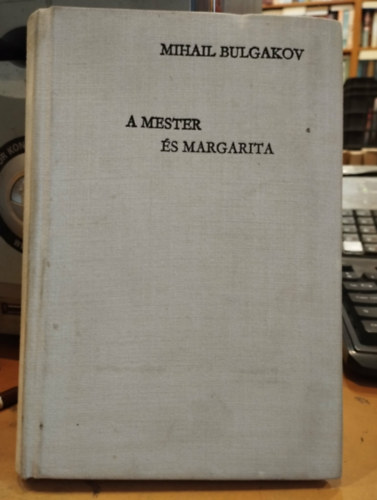 MIHAIL BULGAKOV
A MESTER
ÉS MARGARITA